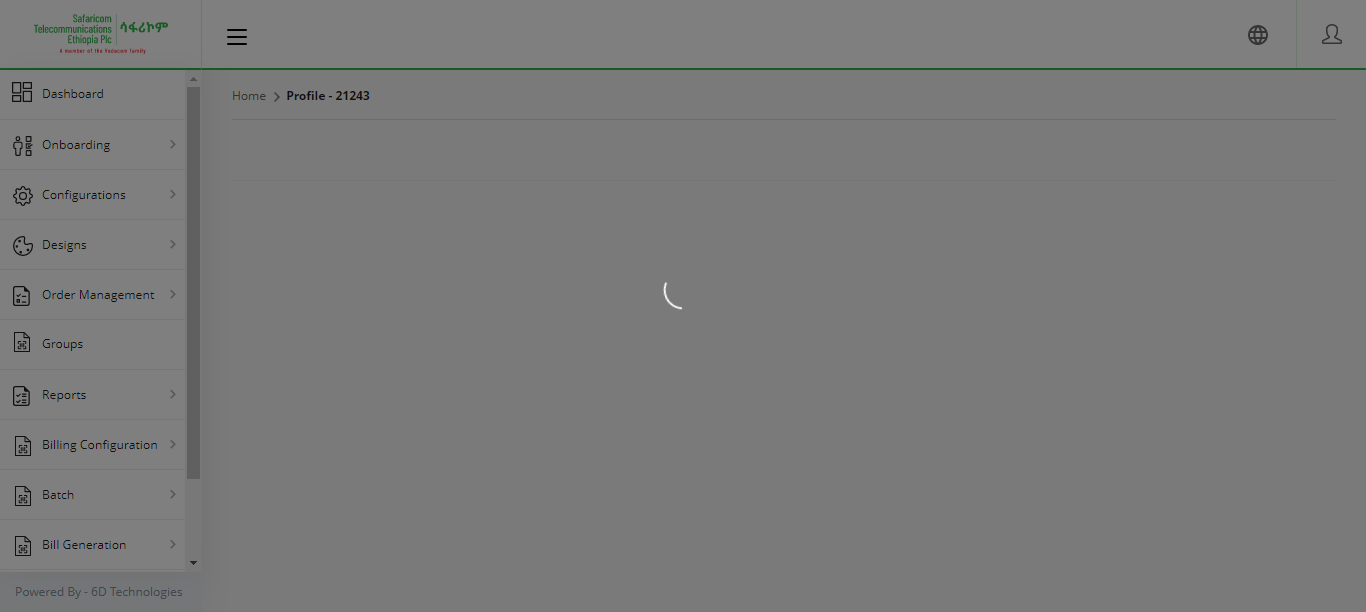 Safaricom
Telecommunications
Ethiopia Plc
ሳፋሪኮም
A member of the Vodacom family
Home
Profile - 21243
Dashboard
Onboarding
Configurations
Designs
Order Management
Groups
Reports
Billing Configuration
Batch
Bill Generation
Powered By - 6D Technologies